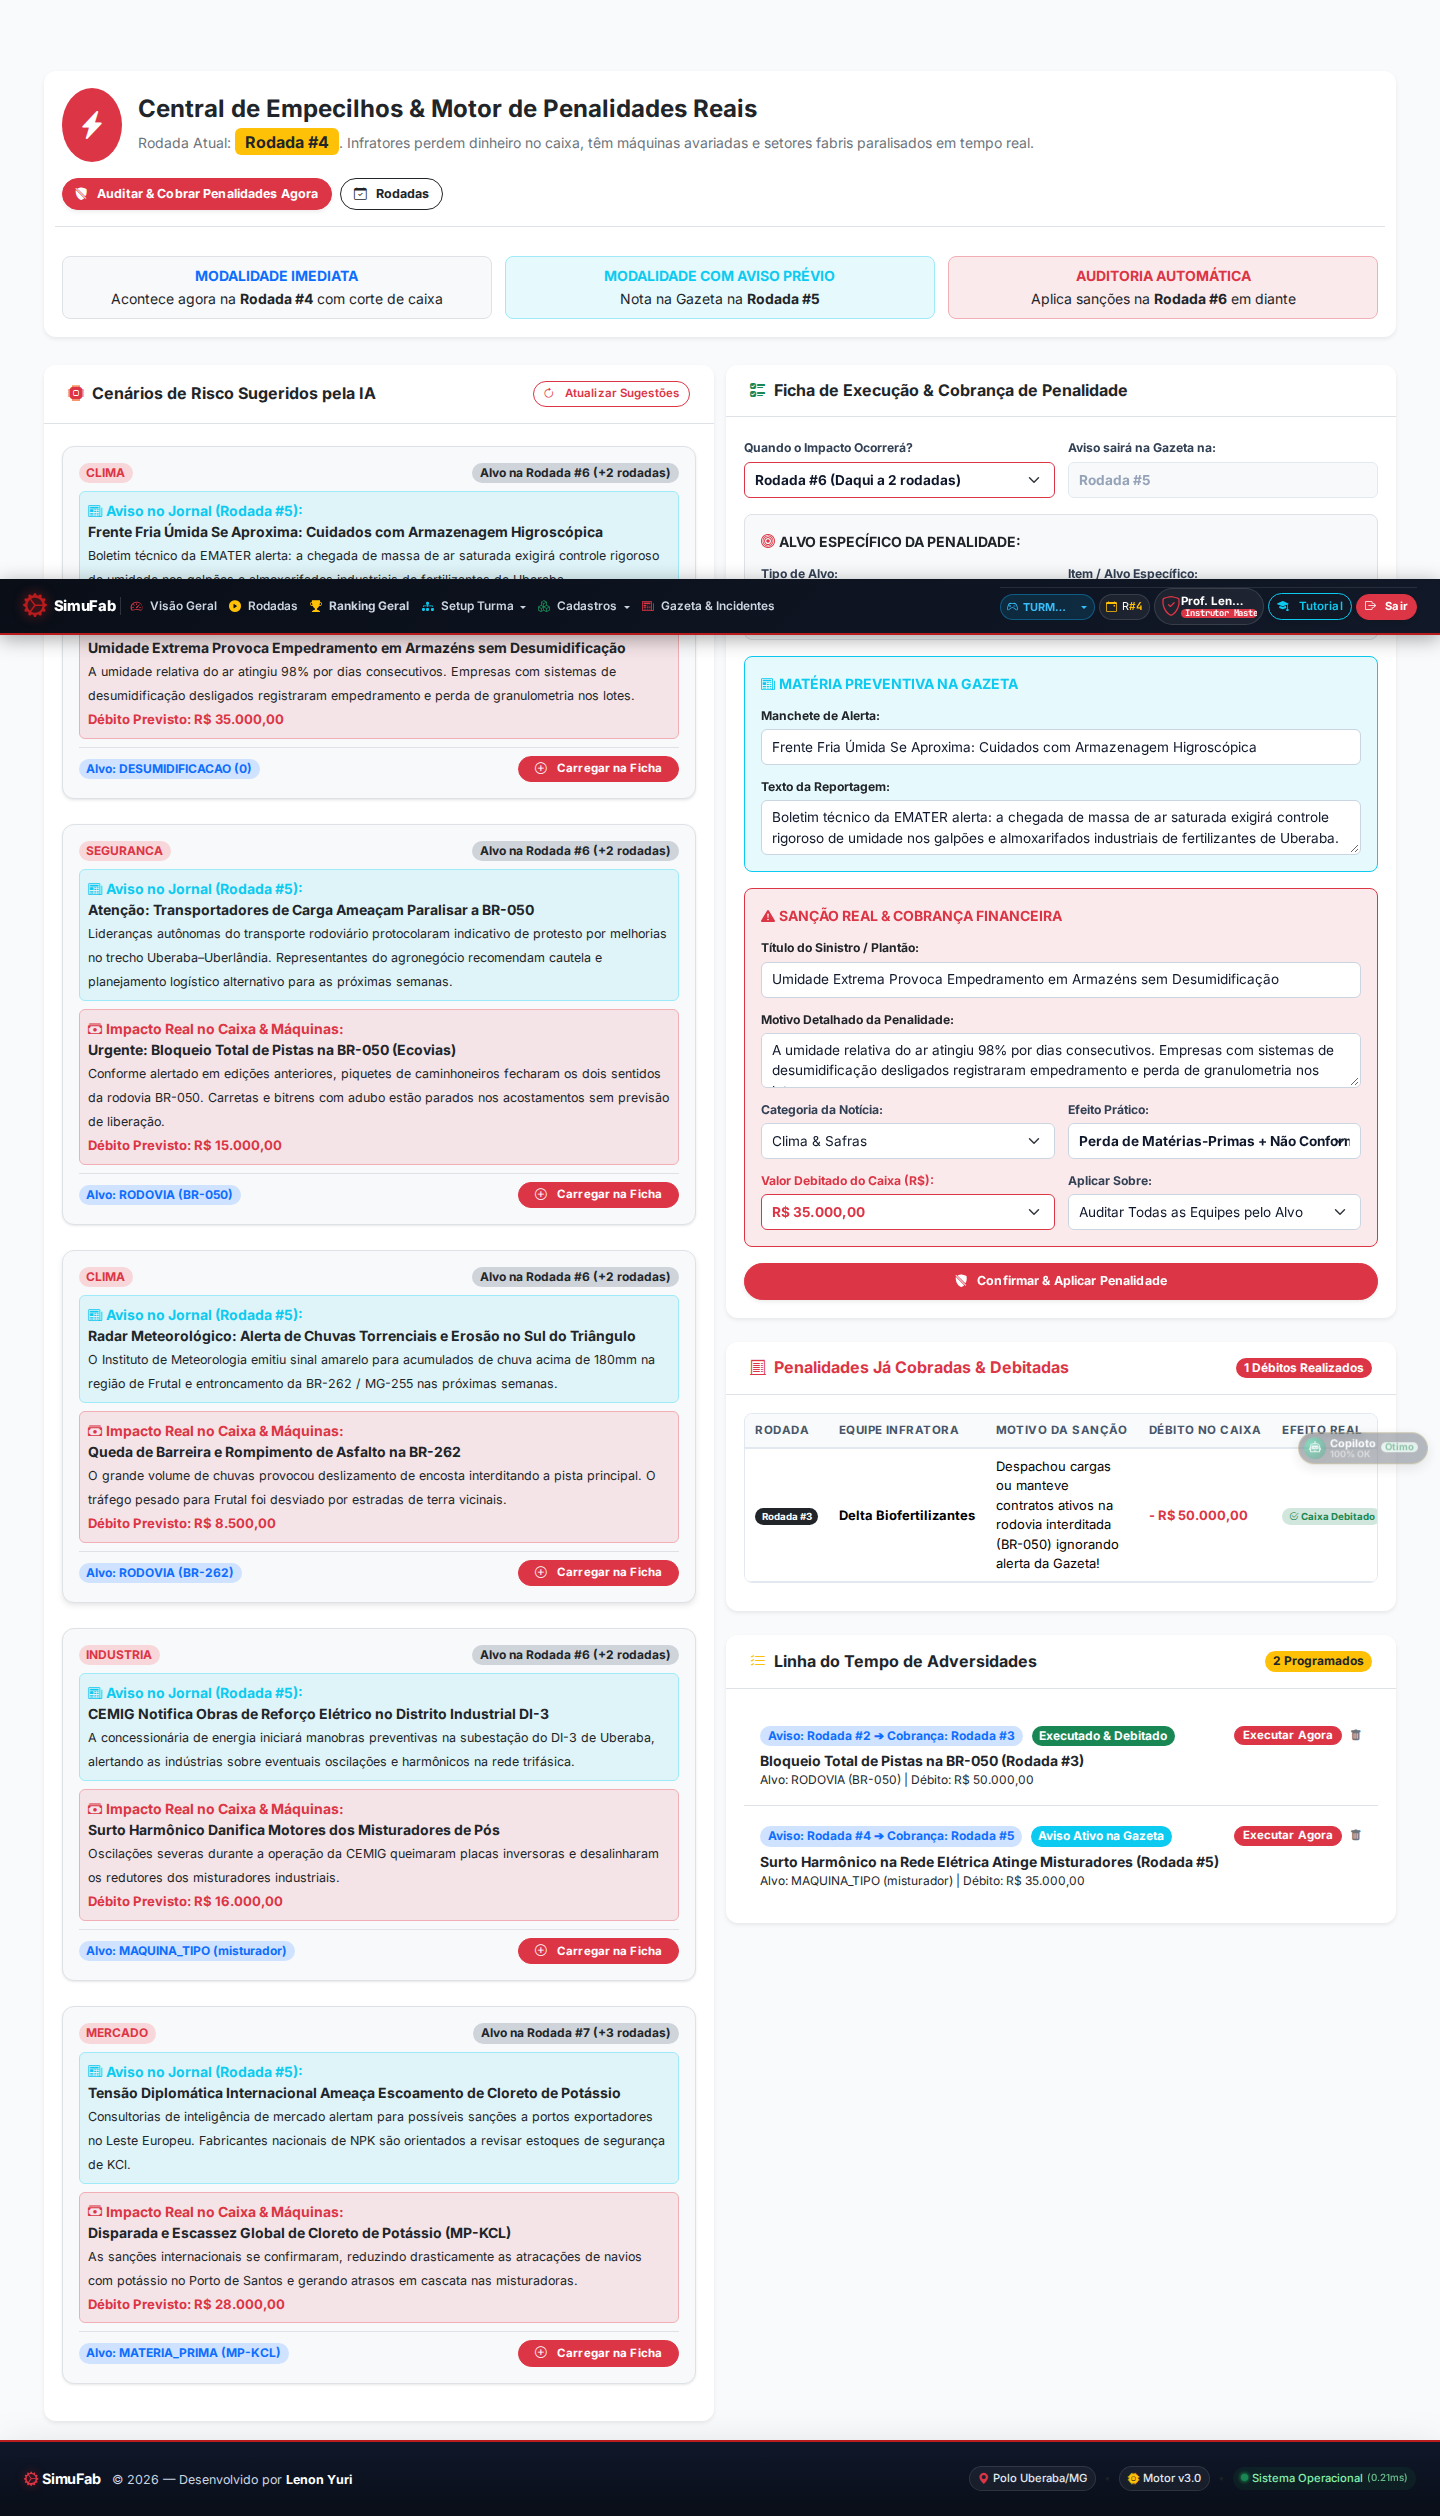 Central de Empecilhos & Motor de Penalidades Reais
Rodada Atual: Rodada #4. Infratores perdem dinheiro no caixa, têm máquinas avariadas e setores fabris paralisados em tempo real.
Auditar & Cobrar Penalidades Agora
Rodadas
MODALIDADE IMEDIATA
Acontece agora na Rodada #4 com corte de caixa
MODALIDADE COM AVISO PRÉVIO
Nota na Gazeta na Rodada #5
AUDITORIA AUTOMÁTICA
Aplica sanções na Rodada #6 em diante
Cenários de Risco Sugeridos pela IA
Atualizar Sugestões
CLIMA
Alvo na Rodada #6 (+2 rodadas)
Aviso no Jornal (Rodada #5):
Frente Fria Úmida Se Aproxima: Cuidados com Armazenagem Higroscópica
Boletim técnico da EMATER alerta: a chegada de massa de ar saturada exigirá controle rigoroso
de umidade nos galpões e almoxarifados industriais de fertilizantes de Uberaba.
SimuFab
Visão Geral
Rodadas
Ranking Geral
Setup Turma
Cadastros
Gazeta & Incidentes
TURM...
R#4
Prof. Len...
Instrutor Maste
Tutorial
Sair
Umidade Extrema Provoca Empedramento em Armazéns sem Desumidificação
A umidade relativa do ar atingiu 98% por dias consecutivos. Empresas com sistemas de
desumidificação desligados registraram empedramento e perda de granulometria nos lotes.
Débito Previsto: R$ 35.000,00
Alvo: DESUMIDIFICACAO (0)
Carregar na Ficha
SEGURANCA
Alvo na Rodada #6 (+2 rodadas)
Aviso no Jornal (Rodada #5):
Atenção: Transportadores de Carga Ameaçam Paralisar a BR-050
Lideranças autônomas do transporte rodoviário protocolaram indicativo de protesto por melhorias
no trecho Uberaba–Uberlândia. Representantes do agronegócio recomendam cautela e
planejamento logístico alternativo para as próximas semanas.
Impacto Real no Caixa & Máquinas:
Urgente: Bloqueio Total de Pistas na BR-050 (Ecovias)
Conforme alertado em edições anteriores, piquetes de caminhoneiros fecharam os dois sentidos
da rodovia BR-050. Carretas e bitrens com adubo estão parados nos acostamentos sem previsão
de liberação.
Débito Previsto: R$ 15.000,00
Alvo: RODOVIA (BR-050)
Carregar na Ficha
CLIMA
Alvo na Rodada #6 (+2 rodadas)
Aviso no Jornal (Rodada #5):
Radar Meteorológico: Alerta de Chuvas Torrenciais e Erosão no Sul do Triângulo
O Instituto de Meteorologia emitiu sinal amarelo para acumulados de chuva acima de 180mm na
região de Frutal e entroncamento da BR-262 / MG-255 nas próximas semanas.
Impacto Real no Caixa & Máquinas:
Queda de Barreira e Rompimento de Asfalto na BR-262
O grande volume de chuvas provocou deslizamento de encosta interditando a pista principal. O
tráfego pesado para Frutal foi desviado por estradas de terra vicinais.
Débito Previsto: R$ 8.500,00
Alvo: RODOVIA (BR-262)
Carregar na Ficha
INDUSTRIA
Alvo na Rodada #6 (+2 rodadas)
Aviso no Jornal (Rodada #5):
CEMIG Notifica Obras de Reforço Elétrico no Distrito Industrial DI-3
A concessionária de energia iniciará manobras preventivas na subestação do DI-3 de Uberaba,
alertando as indústrias sobre eventuais oscilações e harmônicos na rede trifásica.
Impacto Real no Caixa & Máquinas:
Surto Harmônico Danifica Motores dos Misturadores de Pós
Oscilações severas durante a operação da CEMIG queimaram placas inversoras e desalinharam
os redutores dos misturadores industriais.
Débito Previsto: R$ 16.000,00
Alvo: MAQUINA_TIPO (misturador)
Carregar na Ficha
MERCADO
Alvo na Rodada #7 (+3 rodadas)
Aviso no Jornal (Rodada #5):
Tensão Diplomática Internacional Ameaça Escoamento de Cloreto de Potássio
Consultorias de inteligência de mercado alertam para possíveis sanções a portos exportadores
no Leste Europeu. Fabricantes nacionais de NPK são orientados a revisar estoques de segurança
de KCl.
Impacto Real no Caixa & Máquinas:
Disparada e Escassez Global de Cloreto de Potássio (MP-KCL)
As sanções internacionais se confirmaram, reduzindo drasticamente as atracações de navios
com potássio no Porto de Santos e gerando atrasos em cascata nas misturadoras.
Débito Previsto: R$ 28.000,00
Alvo: MATERIA_PRIMA (MP-KCL)
Carregar na Ficha
Ficha de Execução & Cobrança de Penalidade
Quando o Impacto Ocorrerá?
Rodada #6 (Daqui a 2 rodadas)
Aviso sairá na Gazeta na:
Rodada #5
ALVO ESPECÍFICO DA PENALIDADE:
Tipo de Alvo:
Item / Alvo Específico:
MATÉRIA PREVENTIVA NA GAZETA
Manchete de Alerta:
Frente Fria Úmida Se Aproxima: Cuidados com Armazenagem Higroscópica
Texto da Reportagem:
Boletim técnico da EMATER alerta: a chegada de massa de ar saturada exigirá controle
rigoroso de umidade nos galpões e almoxarifados industriais de fertilizantes de Uberaba.
SANÇÃO REAL & COBRANÇA FINANCEIRA
Título do Sinistro / Plantão:
Umidade Extrema Provoca Empedramento em Armazéns sem Desumidificação
Motivo Detalhado da Penalidade:
A umidade relativa do ar atingiu 98% por dias consecutivos. Empresas com sistemas de
desumidificação desligados registraram empedramento e perda de granulometria nos
Categoria da Notícia:
Clima & Safras
Efeito Prático:
Perda de Matérias-Primas + Não Conform
Valor Debitado do Caixa (R$):
R$ 35.000,00
Aplicar Sobre:
Auditar Todas as Equipes pelo Alvo
Confirmar & Aplicar Penalidade
Penalidades Já Cobradas & Debitadas
1 Débitos Realizados
RODADA EQUIPE INFRATORA MOTIVO DA SANÇÃO DÉBITO NO CAIXA EFEITO REAL
Copiloto
100% OK
Ótimo
Rodada #3
Delta Biofertilizantes
Despachou cargas
ou manteve
contratos ativos na
rodovia interditada
(BR-050) ignorando
alerta da Gazeta!
- R$ 50.000,00
Caixa Debitado
Linha do Tempo de Adversidades
2 Programados
Aviso: Rodada #2 ➔ Cobrança: Rodada #3
Executado & Debitado
Executar Agora
Bloqueio Total de Pistas na BR-050 (Rodada #3)
Alvo: RODOVIA (BR-050) | Débito: R$ 50.000,00
Aviso: Rodada #4 ➔ Cobrança: Rodada #5
Aviso Ativo na Gazeta
Executar Agora
Surto Harmônico na Rede Elétrica Atinge Misturadores (Rodada #5)
Alvo: MAQUINA_TIPO (misturador) | Débito: R$ 35.000,00
SimuFab © 2026 — Desenvolvido por Lenon Yuri
Polo Uberaba/MG
Motor v3.0
Sistema Operacional (0.21ms)